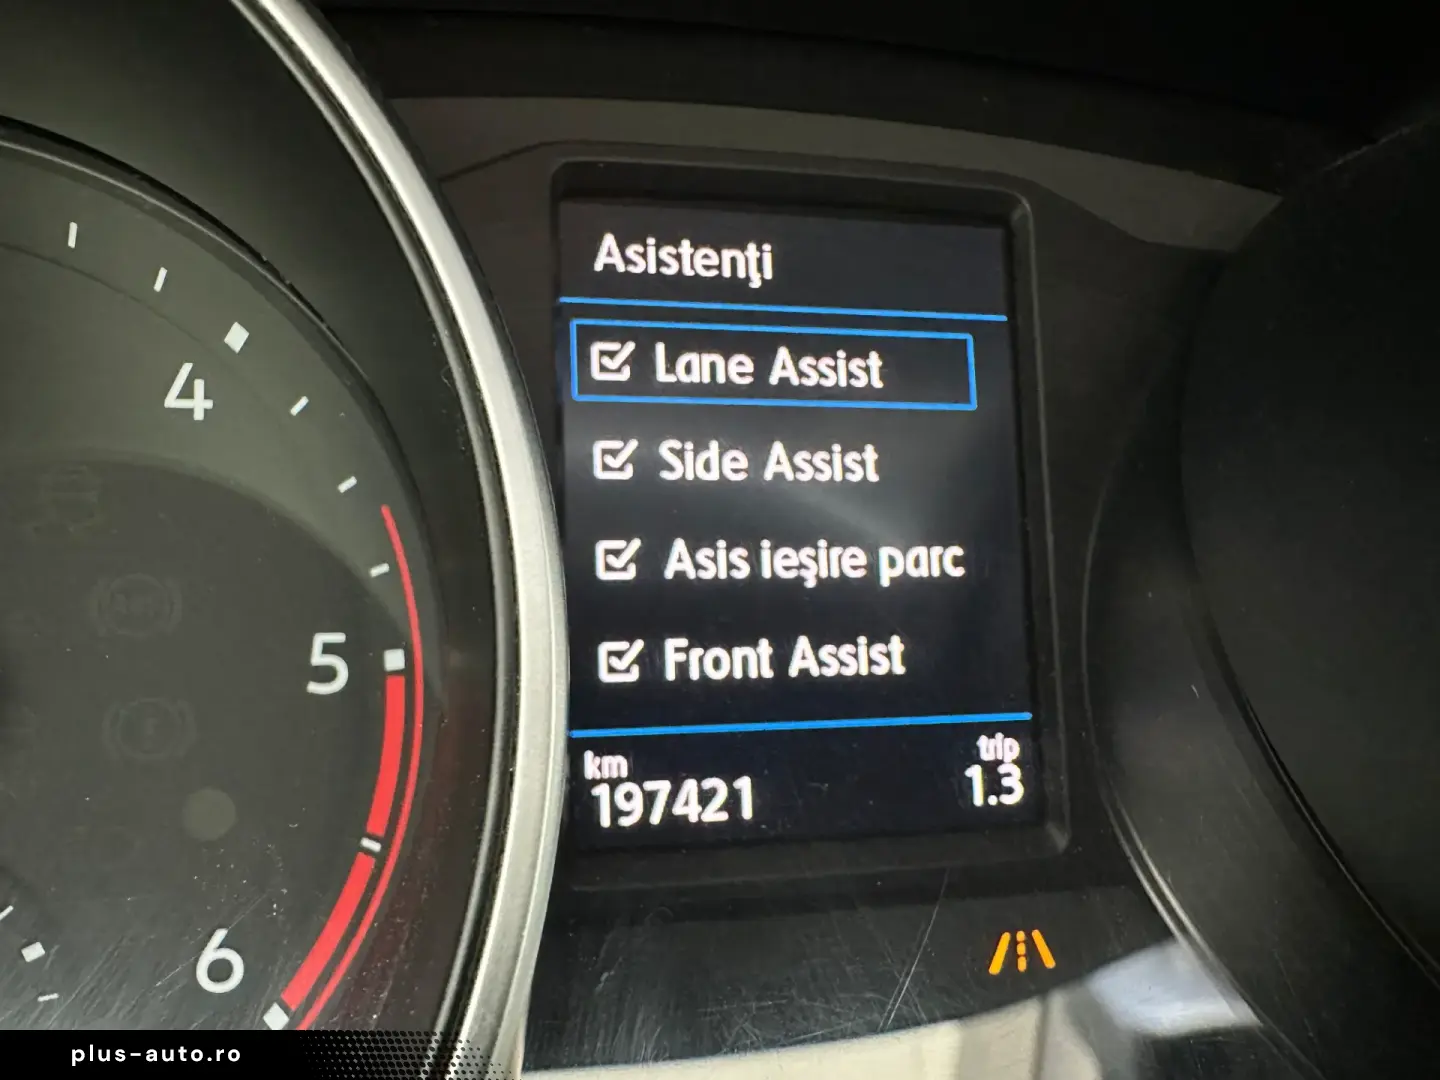 Asistenţi
Lane Assist
Side Assist
Asis ieşire parc
Front Assist
km
trip
197421
1.3
4
5
6
plus-auto.ro